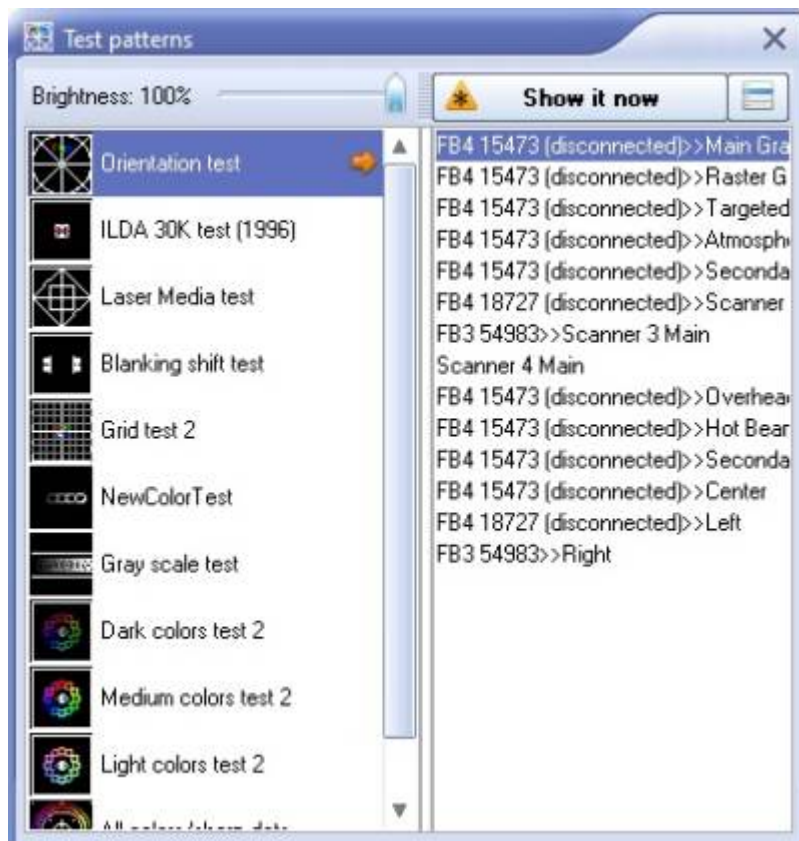 Test patterns
Brightness: 100%
Show it now
Orientation test
ILDA 30K test (1996)
Laser Media test
Blanking shift test
Grid test 2
NewColorTest
Gray scale test
Dark colors test 2
Medium colors test 2
Light colors test 2
FB4 15473 (disconnected)>>Main Gra
FB4 15473 (disconnected)>>Raster G
FB4 15473 (disconnected)>>Targeted
FB4 15473 (disconnected)>>Atmosph
FB4 15473 (disconnected)>>Seconda
FB4 18727 (disconnected)>>Scanner
FB3 54983>>Scanner 3 Main
Scanner 4 Main
FB4 15473 (disconnected)>>Overhea
FB4 15473 (disconnected)>>Hot Bear
FB4 15473 (disconnected)>>Seconda
FB4 15473 (disconnected)>>Center
FB4 18727 (disconnected)>>Left
FB3 54983>>Right